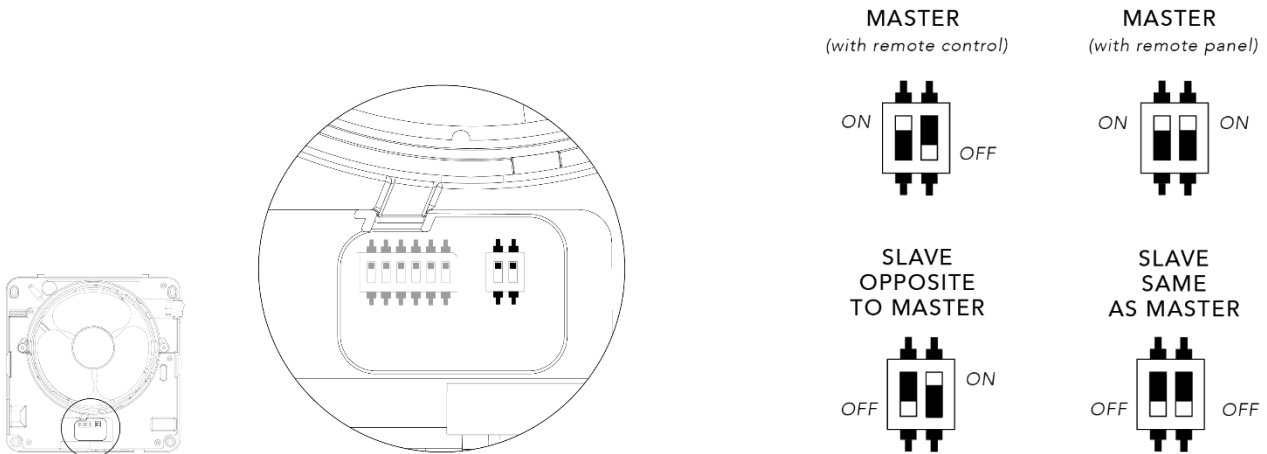 MASTER
(with remote control)
ON
OFF
MASTER
(with remote panel)
ON ON
SLAVE
OPPOSITE
TO MASTER
ON
OFF
SLAVE
SAME
AS MASTER
OFF OFF